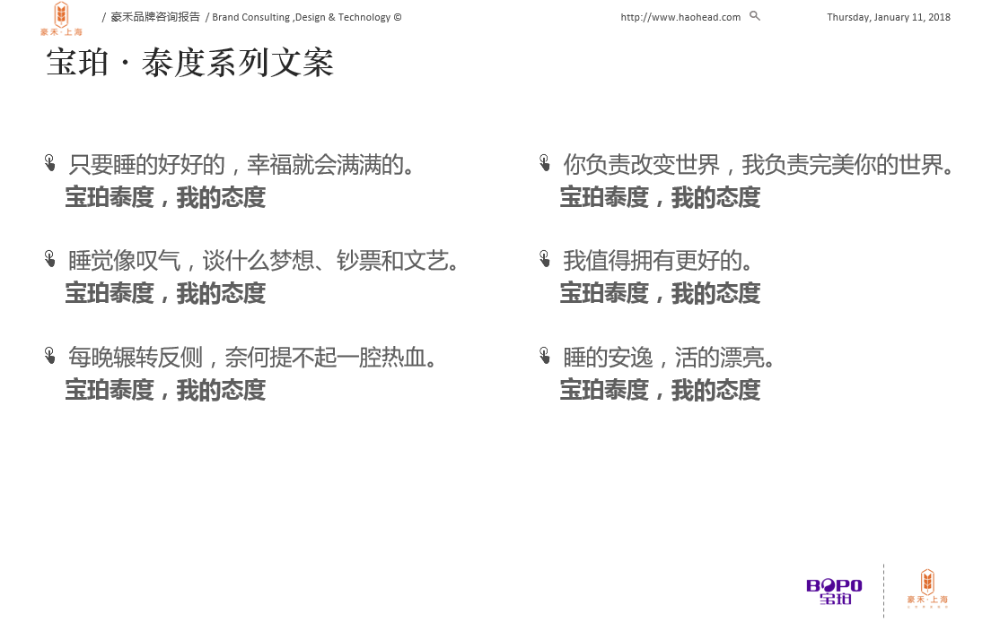 豪禾·上海
/ 豪禾品牌咨询报告 / Brand Consulting ,Design & Technology ©
http://www.haohead.com
Thursday, January 11, 2018
宝珀·泰度系列文案
只要睡的好好的，幸福就会满满的。
宝珀泰度，我的态度
睡觉像叹气，谈什么梦想、钞票和文艺。
宝珀泰度，我的态度
每晚辗转反侧，奈何提不起一腔热血。
宝珀泰度，我的态度
你负责改变世界，我负责完美你的世界。
宝珀泰度，我的态度
我值得拥有更好的。
宝珀泰度，我的态度
睡的安逸，活的漂亮。
宝珀泰度，我的态度
BOPO
宝珀
豪禾·上海